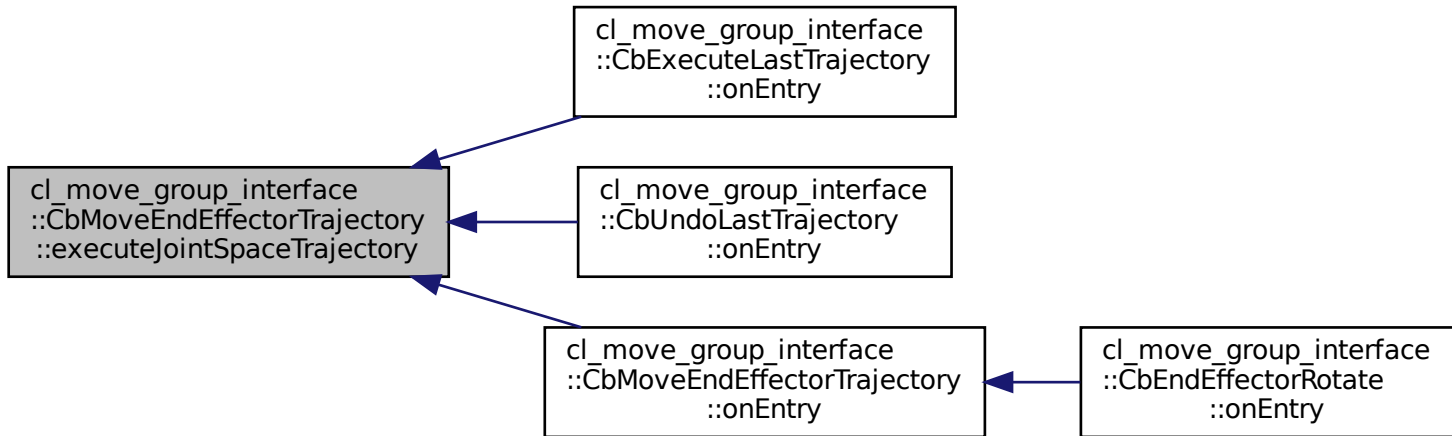 cl_move_group_interface
::CbExecuteLastTrajectory
::onEntry
cl_move_group_interface
::CbMoveEndEffectorTrajectory
::executeJointSpaceTrajectory
cl_move_group_interface
::CbUndoLastTrajectory
::onEntry
cl_move_group_interface
::CbMoveEndEffectorTrajectory
::onEntry
cl_move_group_interface
::CbEndEffectorRotate
::onEntry